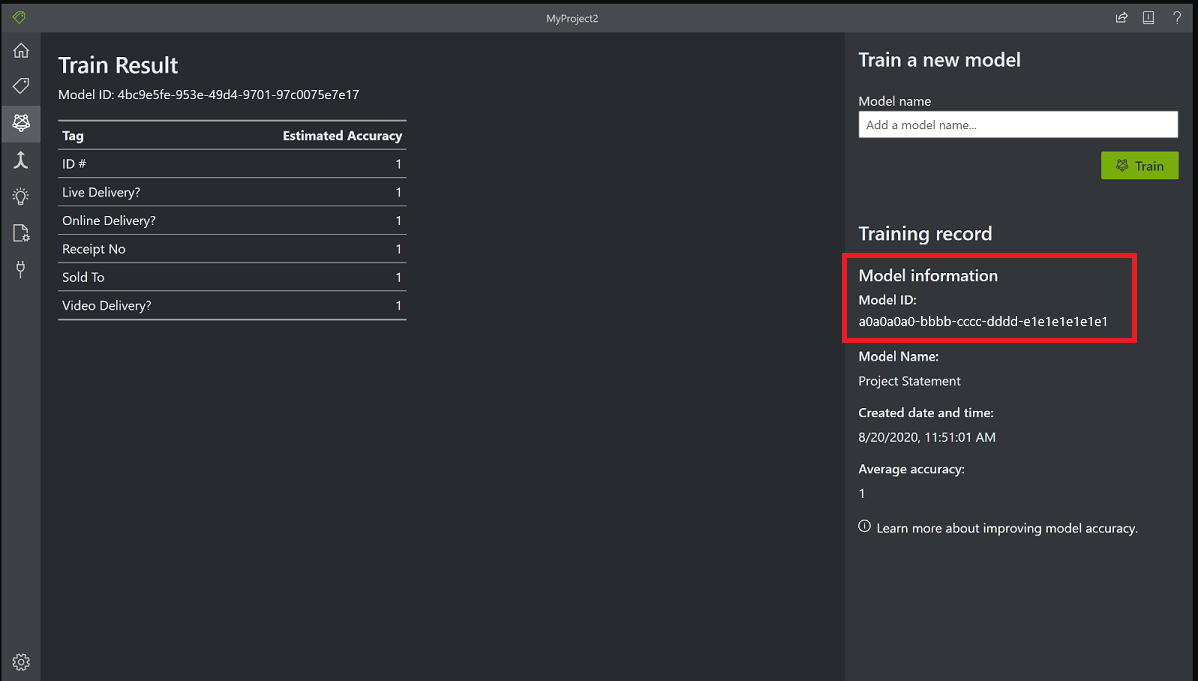 MyProject2
Train Result
Model ID: 4bc9e5fe-953e-49d4-9701-97c0075e7e17
Tag Estimated Accuracy
ID # 1
Live Delivery? 1
Online Delivery? 1
Receipt No 1
Sold To 1
Video Delivery? 1
Train a new model
Model name
Add a model name...
Train
Training record
Model information
Model ID:
a0a0a0a0-bbbb-cccc-dddd-e1e1e1e1e1e1
Model Name:
Project Statement
Created date and time:
8/20/2020, 11:51:01 AM
Average accuracy:
1
Learn more about improving model accuracy.